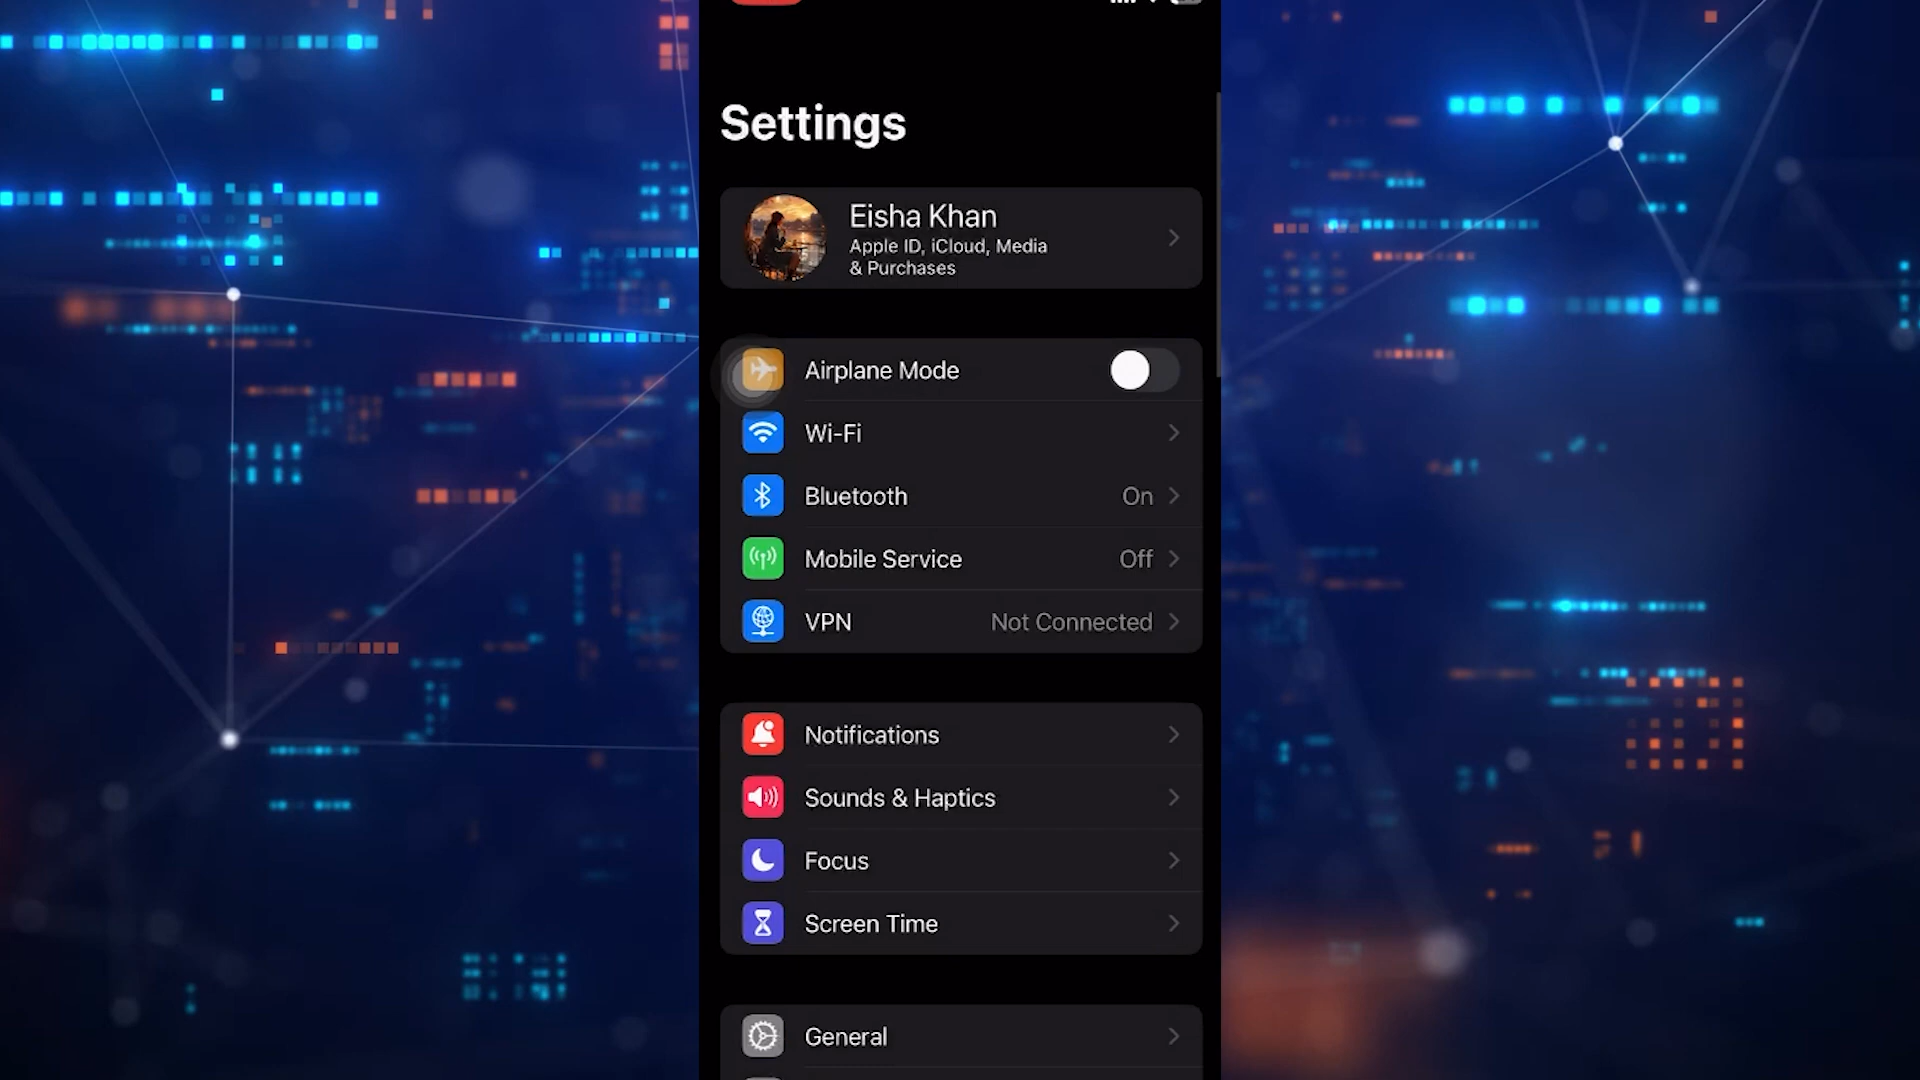 Settings
Eisha Khan
Apple ID, iCloud, Media
& Purchases
Airplane Mode
Wi-Fi
Bluetooth On
Mobile Service Off
VPN Not Connected
Notifications
Sounds & Haptics
Focus
Screen Time
General